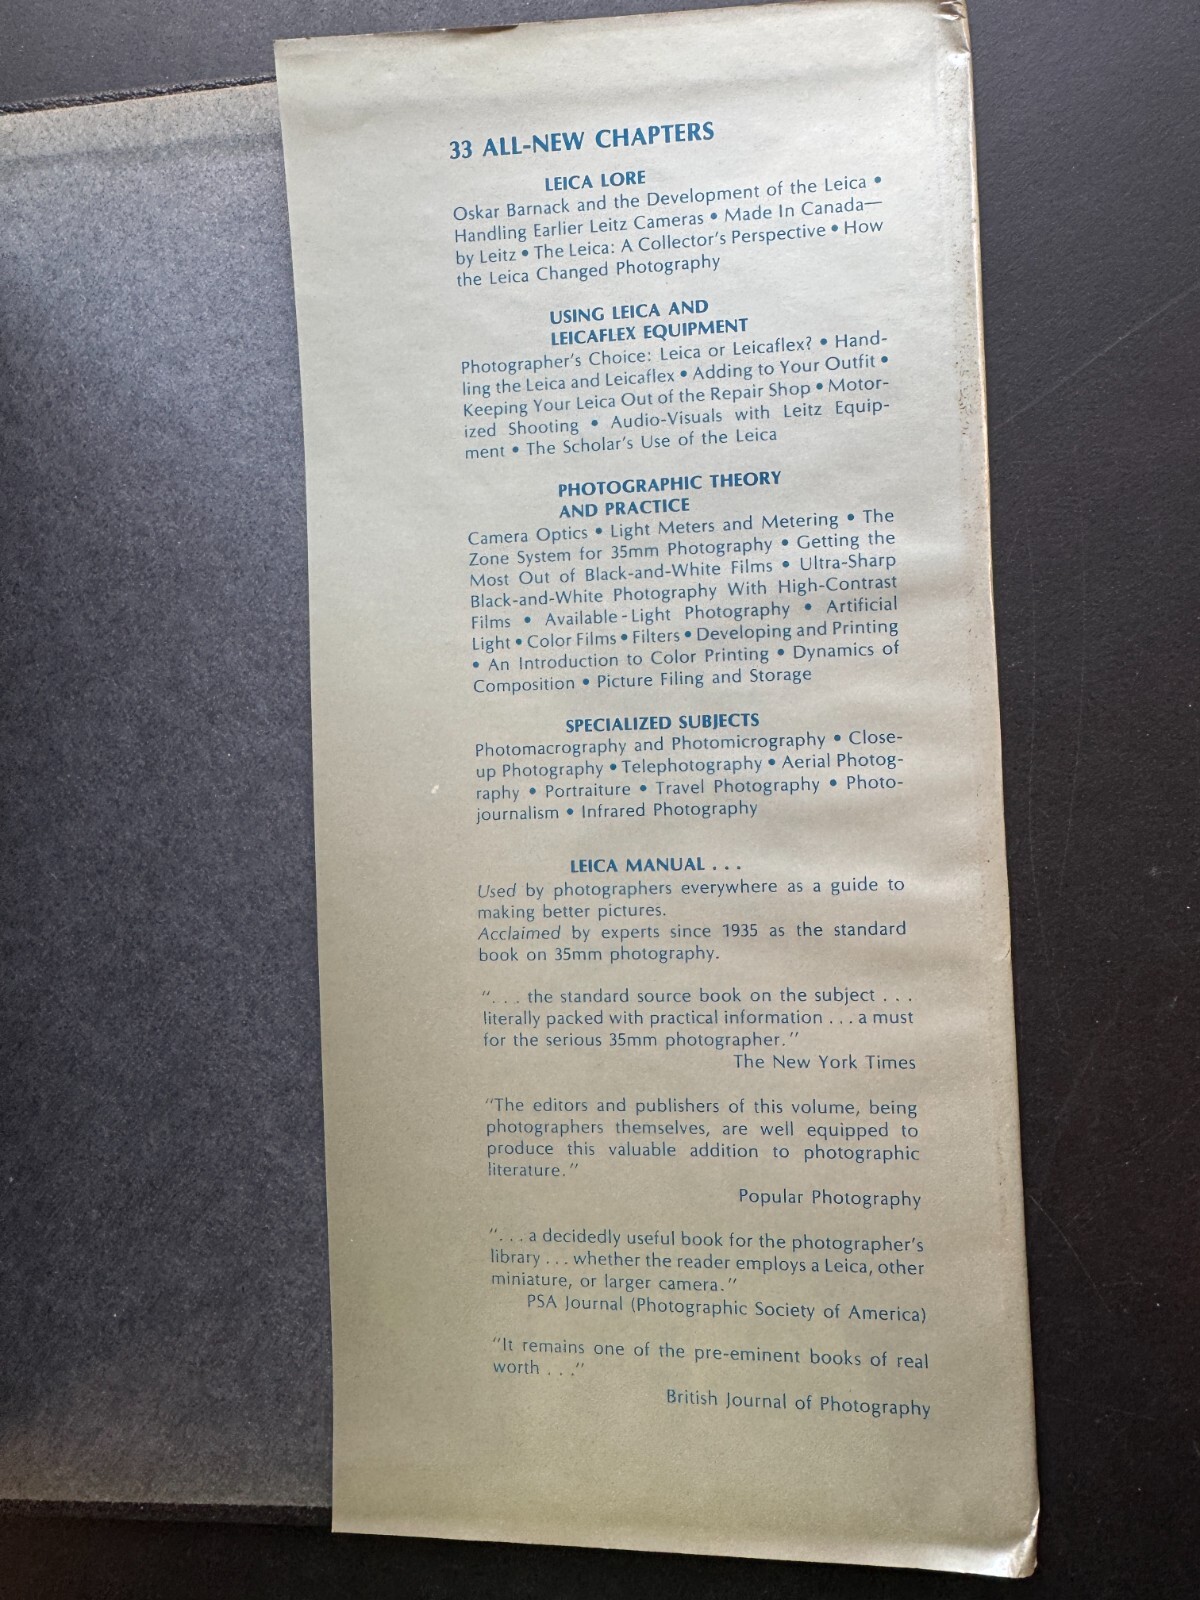 33 ALL-NEW CHAPTERS
LEICA LORE
Oskar Barnack and the Development of the Leica •
Handling Earlier Leitz Cameras • Made In Canada—
by Leitz • The Leica: A Collector's Perspective • How
the Leica Changed Photography
USING LEICA AND
LEICAFLEX EQUIPMENT
Photographer's Choice: Leica or Leicaflex? • Hand-
ling the Leica and Leicaflex • Adding to Your Outfit •
Keeping Your Leica Out of the Repair Shop • Motor-
ized Shooting • Audio-Visuals with Leitz Equip-
ment • The Scholar's Use of the Leica
PHOTOGRAPHIC THEORY
AND PRACTICE
Camera Optics • Light Meters and Metering • The
Zone System for 35mm Photography • Getting the
Most Out of Black-and-White Films • Ultra-Sharp
Black-and-White Photography With High-Contrast
Films • Available-Light Photography • Artificial
Light • Color Films • Filters • Developing and Printing
• An Introduction to Color Printing • Dynamics of
Composition • Picture Filing and Storage
SPECIALIZED SUBJECTS
Photomacrography and Photomicrography • Close-
up Photography • Telephotography • Aerial Photog-
raphy • Portraiture • Travel Photography • Photo-
journalism • Infrared Photography
LEICA MANUAL . . .
Used by photographers everywhere as a guide to
making better pictures.
Acclaimed by experts since 1935 as the standard
book on 35mm photography.
". . . the standard source book on the subject . . .
literally packed with practical information . . . a must
for the serious 35mm photographer."
The New York Times
"The editors and publishers of this volume, being
photographers themselves, are well equipped to
produce this valuable addition to photographic
literature."
Popular Photography
". . . a decidedly useful book for the photographer's
library . . . whether the reader employs a Leica, other
miniature, or larger camera."
PSA Journal (Photographic Society of America)
"It remains one of the pre-eminent books of real
worth . . ."
British Journal of Photography